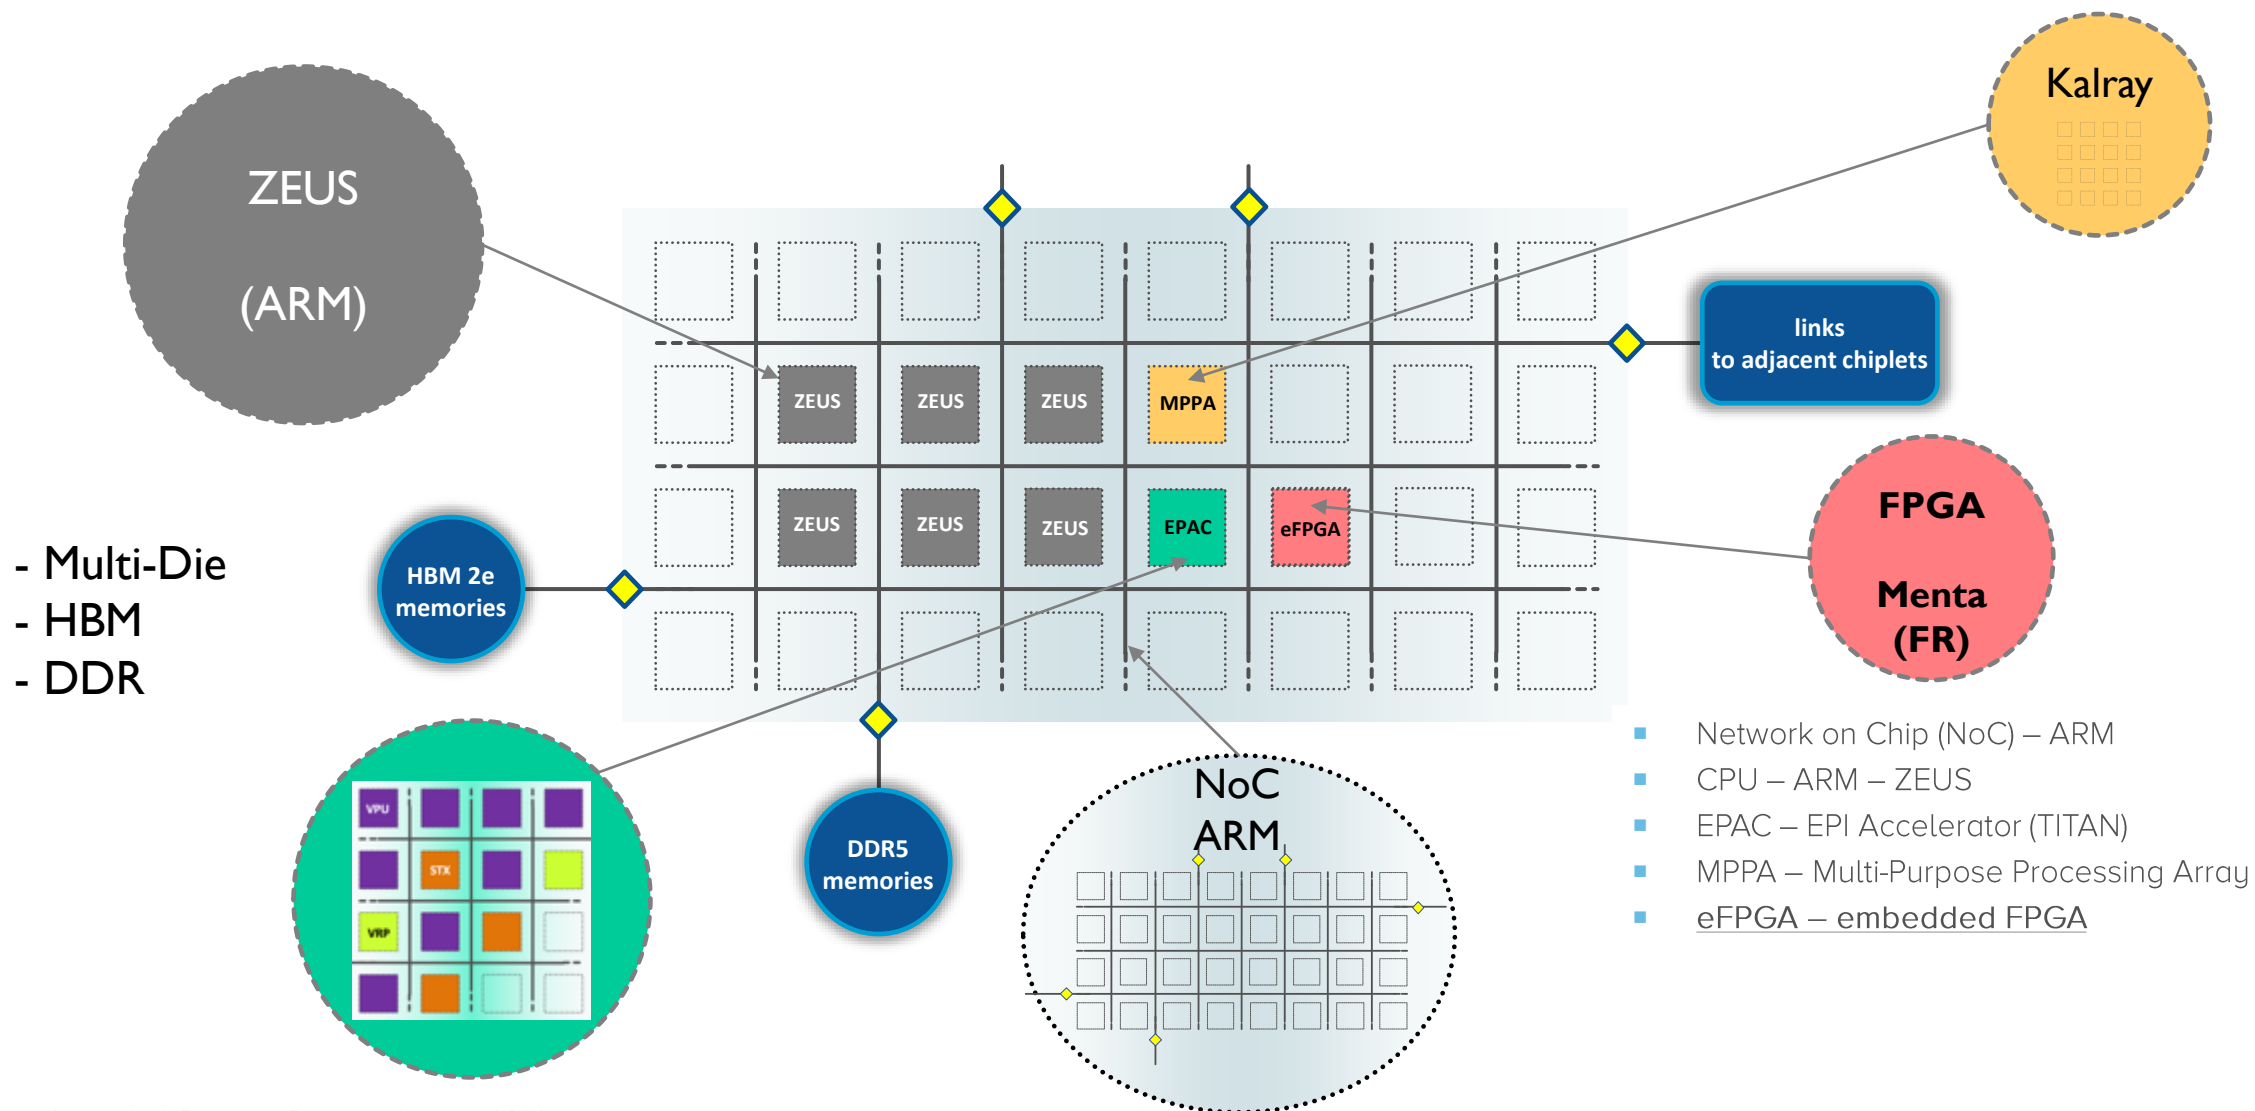 Kalray
ZEUS
(ARM)
links
to adjacent chiplets
ZEUS
ZEUS
ZEUS
MPPA
ZEUS
ZEUS
ZEUS
EPAC
eFPGA
FPGA
Menta
(FR)
- Multi-Die
- HBM
- DDR
HBM 2e
memories
VPU
STX
VRP
DDR5
memories
NoC
ARM
Network on Chip (NoC) – ARM
CPU – ARM – ZEUS
EPAC – EPI Accelerator (TITAN)
MPPA – Multi-Purpose Processing Array
eFPGA – embedded FPGA